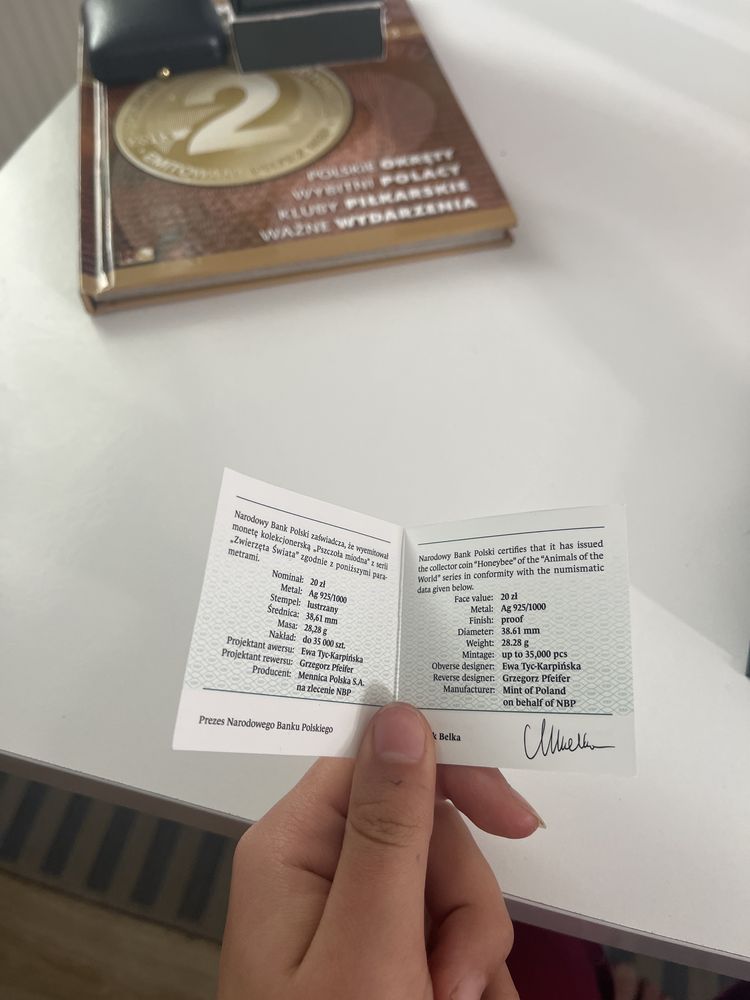 2
POLSKIE OKRĘTY
WYBITNI POLACY
KLUBY PIŁKARSKIE
WAŻNE WYDARZENIA
Narodowy Bank Polski zaświadcza, że wyemitował
monetę kolekcjonerską „Pszczoła miodna” z serii
„Zwierzęta Świata” zgodnie z poniższymi para-
metrami.
Nominał: 20 zł
Metal: Ag 925/1000
Stempel: lustrzany
Średnica: 38,61 mm
Masa: 28,28 g
Nakład: do 35 000 szt.
Projektant awersu: Ewa Tyc-Karpińska
Projektant rewersu: Grzegorz Pfeifer
Producent: Mennica Polska S.A.
na zlecenie NBP
Prezes Narodowego Banku Polskiego
Narodowy Bank Polski certifies that it has issued
the collector coin “Honeybee” of the “Animals of the
World” series in conformity with the numismatic
data given below.
Face value: 20 zł
Metal: Ag 925/1000
Finish: proof
Diameter: 38.61 mm
Weight: 28.28 g
Mintage: up to 35,000 pcs
Obverse designer: Ewa Tyc-Karpińska
Reverse designer: Grzegorz Pfeifer
Manufacturer: Mint of Poland
on behalf of NBP
k Belka